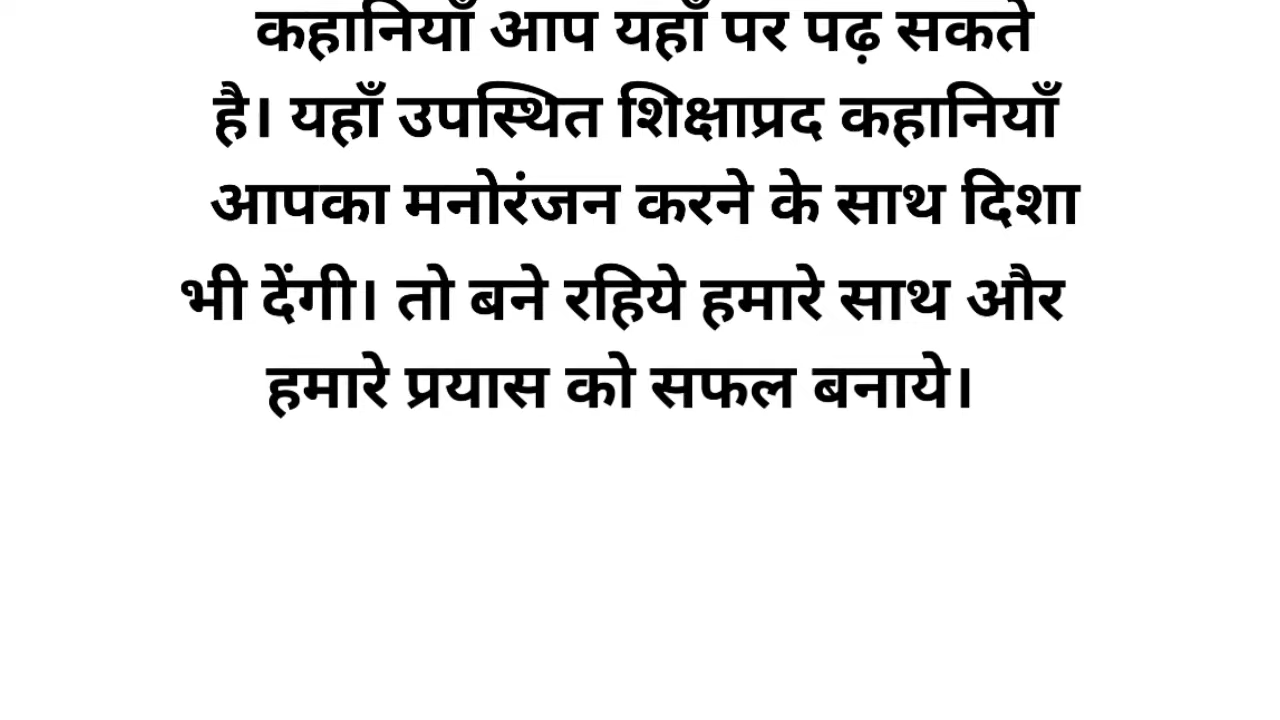 कहानियाँ आप यहाँ पर पढ़ सकते
है। यहाँ उपस्थित शिक्षाप्रद कहानियाँ
आपका मनोरंजन करने के साथ दिशा
भी देंगी। तो बने रहिये हमारे साथ और
हमारे प्रयास को सफल बनाये।